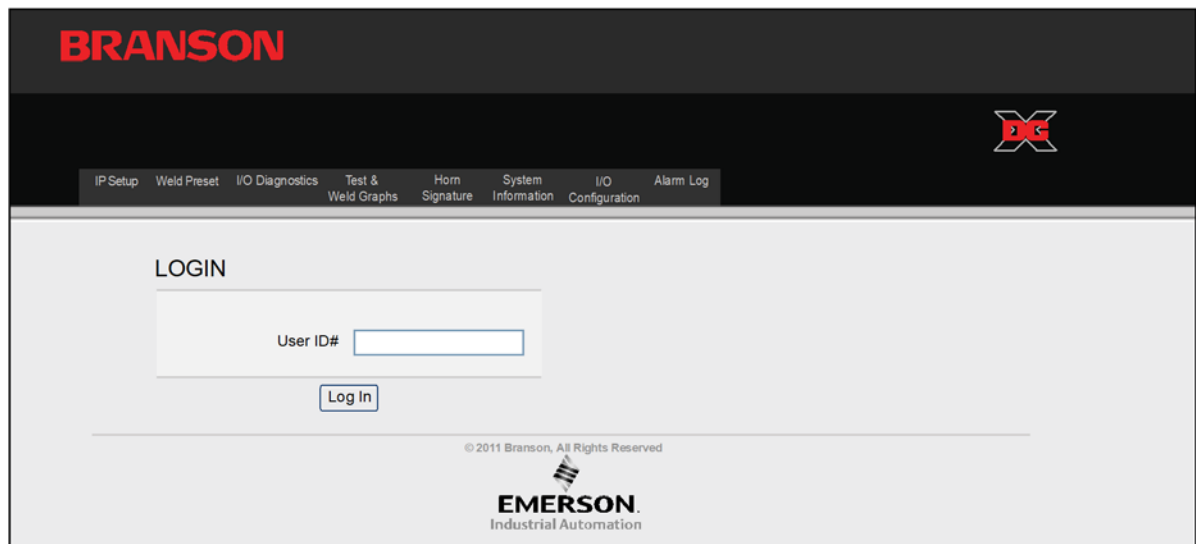 BRANSON
DCX
IP Setup Weld Preset I/O Diagnostics Test & Weld Graphs Horn Signature System Information I/O Configuration Alarm Log
LOGIN
User ID#
Log In
© 2011 Branson, All Rights Reserved
EMERSON.
Industrial Automation